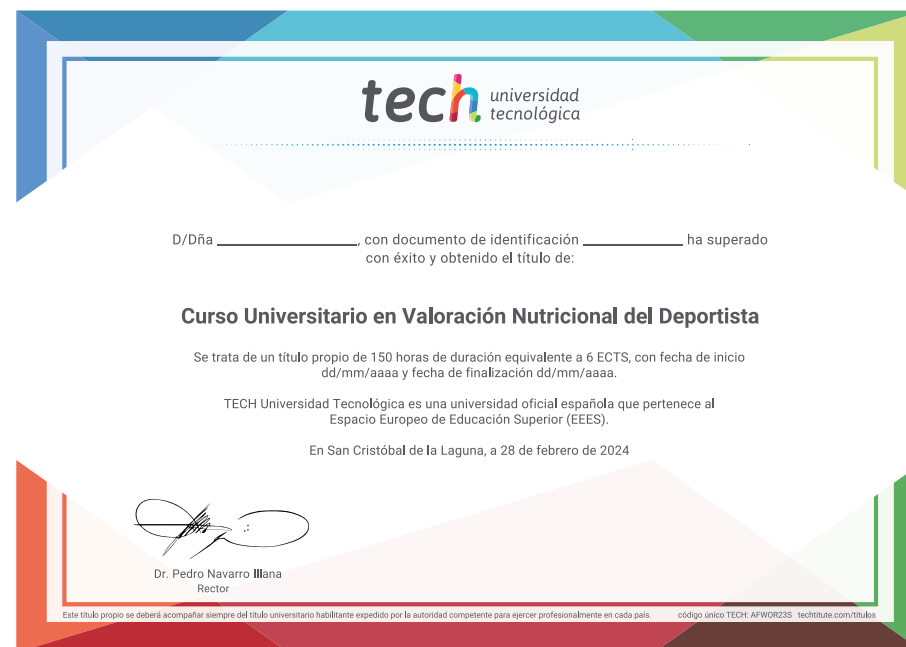 tech universidad
tecnológica
D/Dña ______________, con documento de identificación __________ ha superado
con éxito y obtenido el título de:
Curso Universitario en Valoración Nutricional del Deportista
Se trata de un título propio de 150 horas de duración equivalente a 6 ECTS, con fecha de inicio
dd/mm/aaaa y fecha de finalización dd/mm/aaaa.
TECH Universidad Tecnológica es una universidad oficial española que pertenece al
Espacio Europeo de Educación Superior (EEES).
En San Cristóbal de la Laguna, a 28 de febrero de 2024
Dr. Pedro Navarro Illana
Rector
Este título propio se deberá acompañar siempre del título universitario habilitante expedido por la autoridad competente para ejercer profesionalmente en cada país. código único TECH: AFWOR23S techtitute.com/titulos